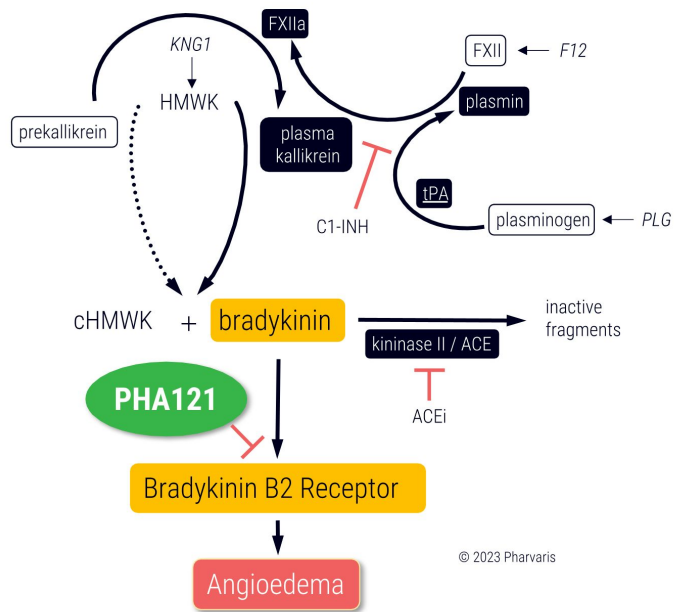 FXIIa
KNG1
FXII
F12
HMWK
plasmin
prekallikrein
plasma
kallikrein
tPA
C1-INH
plasminogen
PLG
cHMWK + bradykinin
inactive
fragments
kininase II / ACE
PHA121
ACEi
Bradykinin B2 Receptor
© 2023 Pharvaris
Angioedema